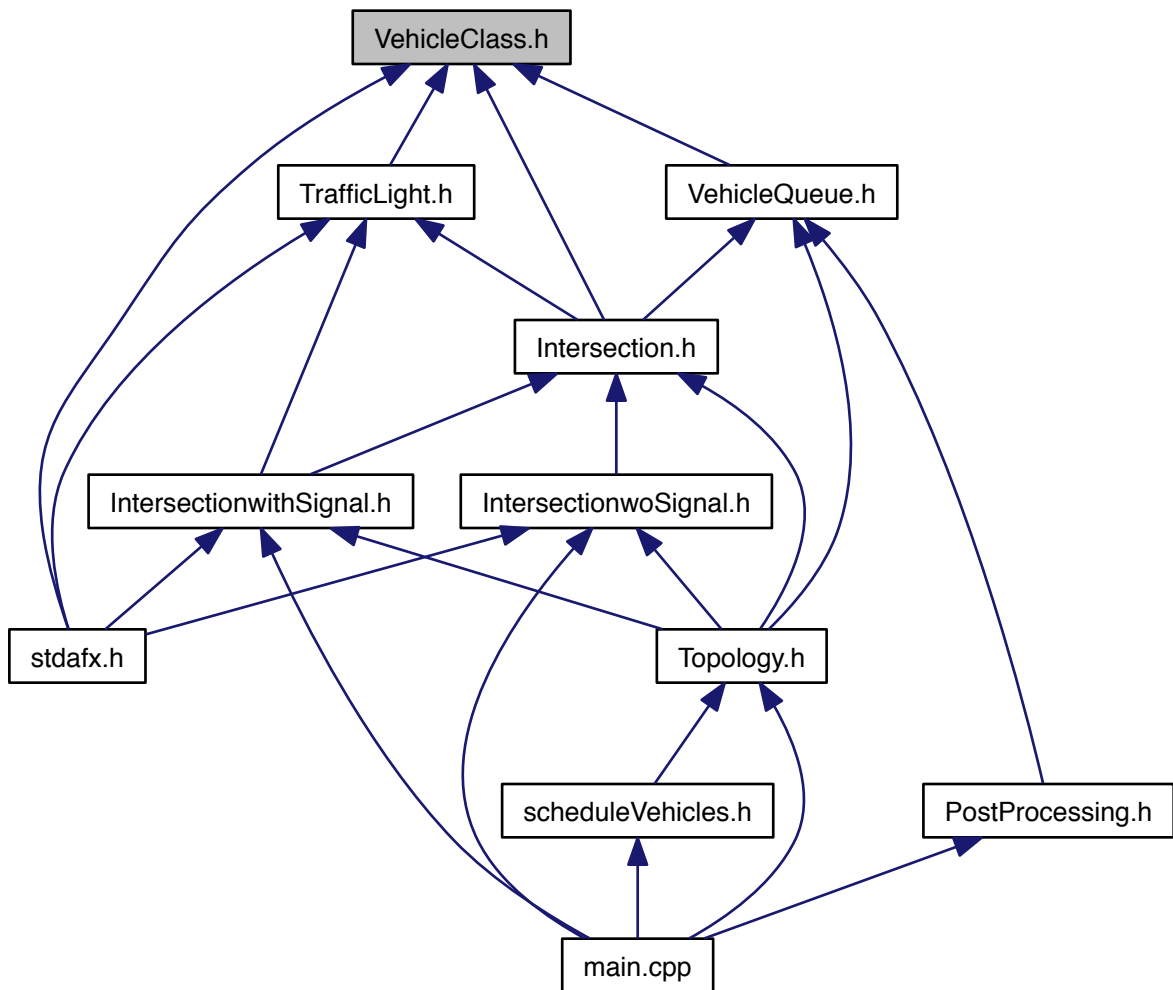 VehicleClass.h
TrafficLight.h
VehicleQueue.h
Intersection.h
IntersectionwithSignal.h
IntersectionwoSignal.h
stdafx.h
Topology.h
scheduleVehicles.h
PostProcessing.h
main.cpp